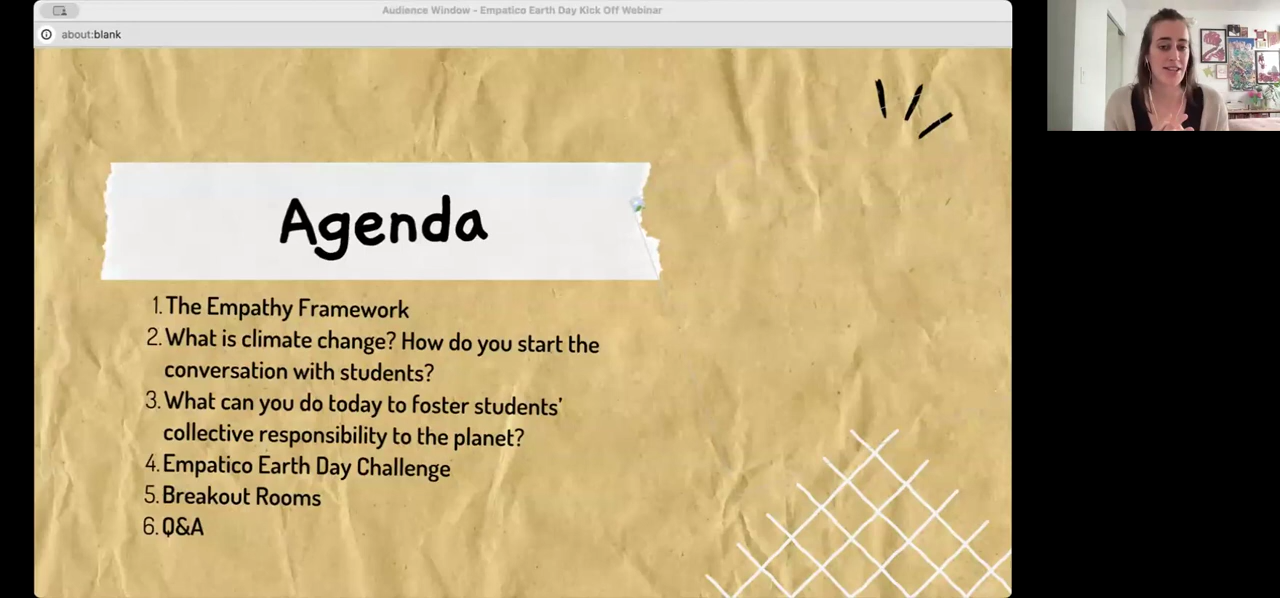 Audience Window - Empatico Earth Day Kick Off Webinar
about:blank
Agenda
1. The Empathy Framework
2. What is climate change? How do you start the
conversation with students?
3. What can you do today to foster students’
collective responsibility to the planet?
4. Empatico Earth Day Challenge
5. Breakout Rooms
6. Q&A